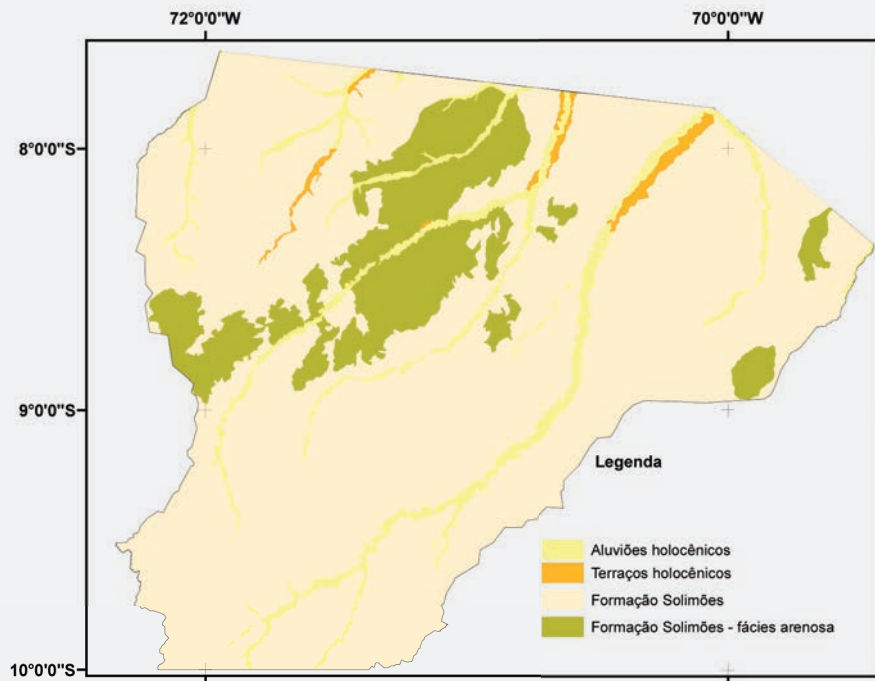 72°0'0"W
70°0'0"W
8°0'0"S
9°0'0"S
10°0'0"S
Legenda
Aluviões holocênicos
Terraços holocênicos
Formação Solimões
Formação Solimões - fácies arenosa